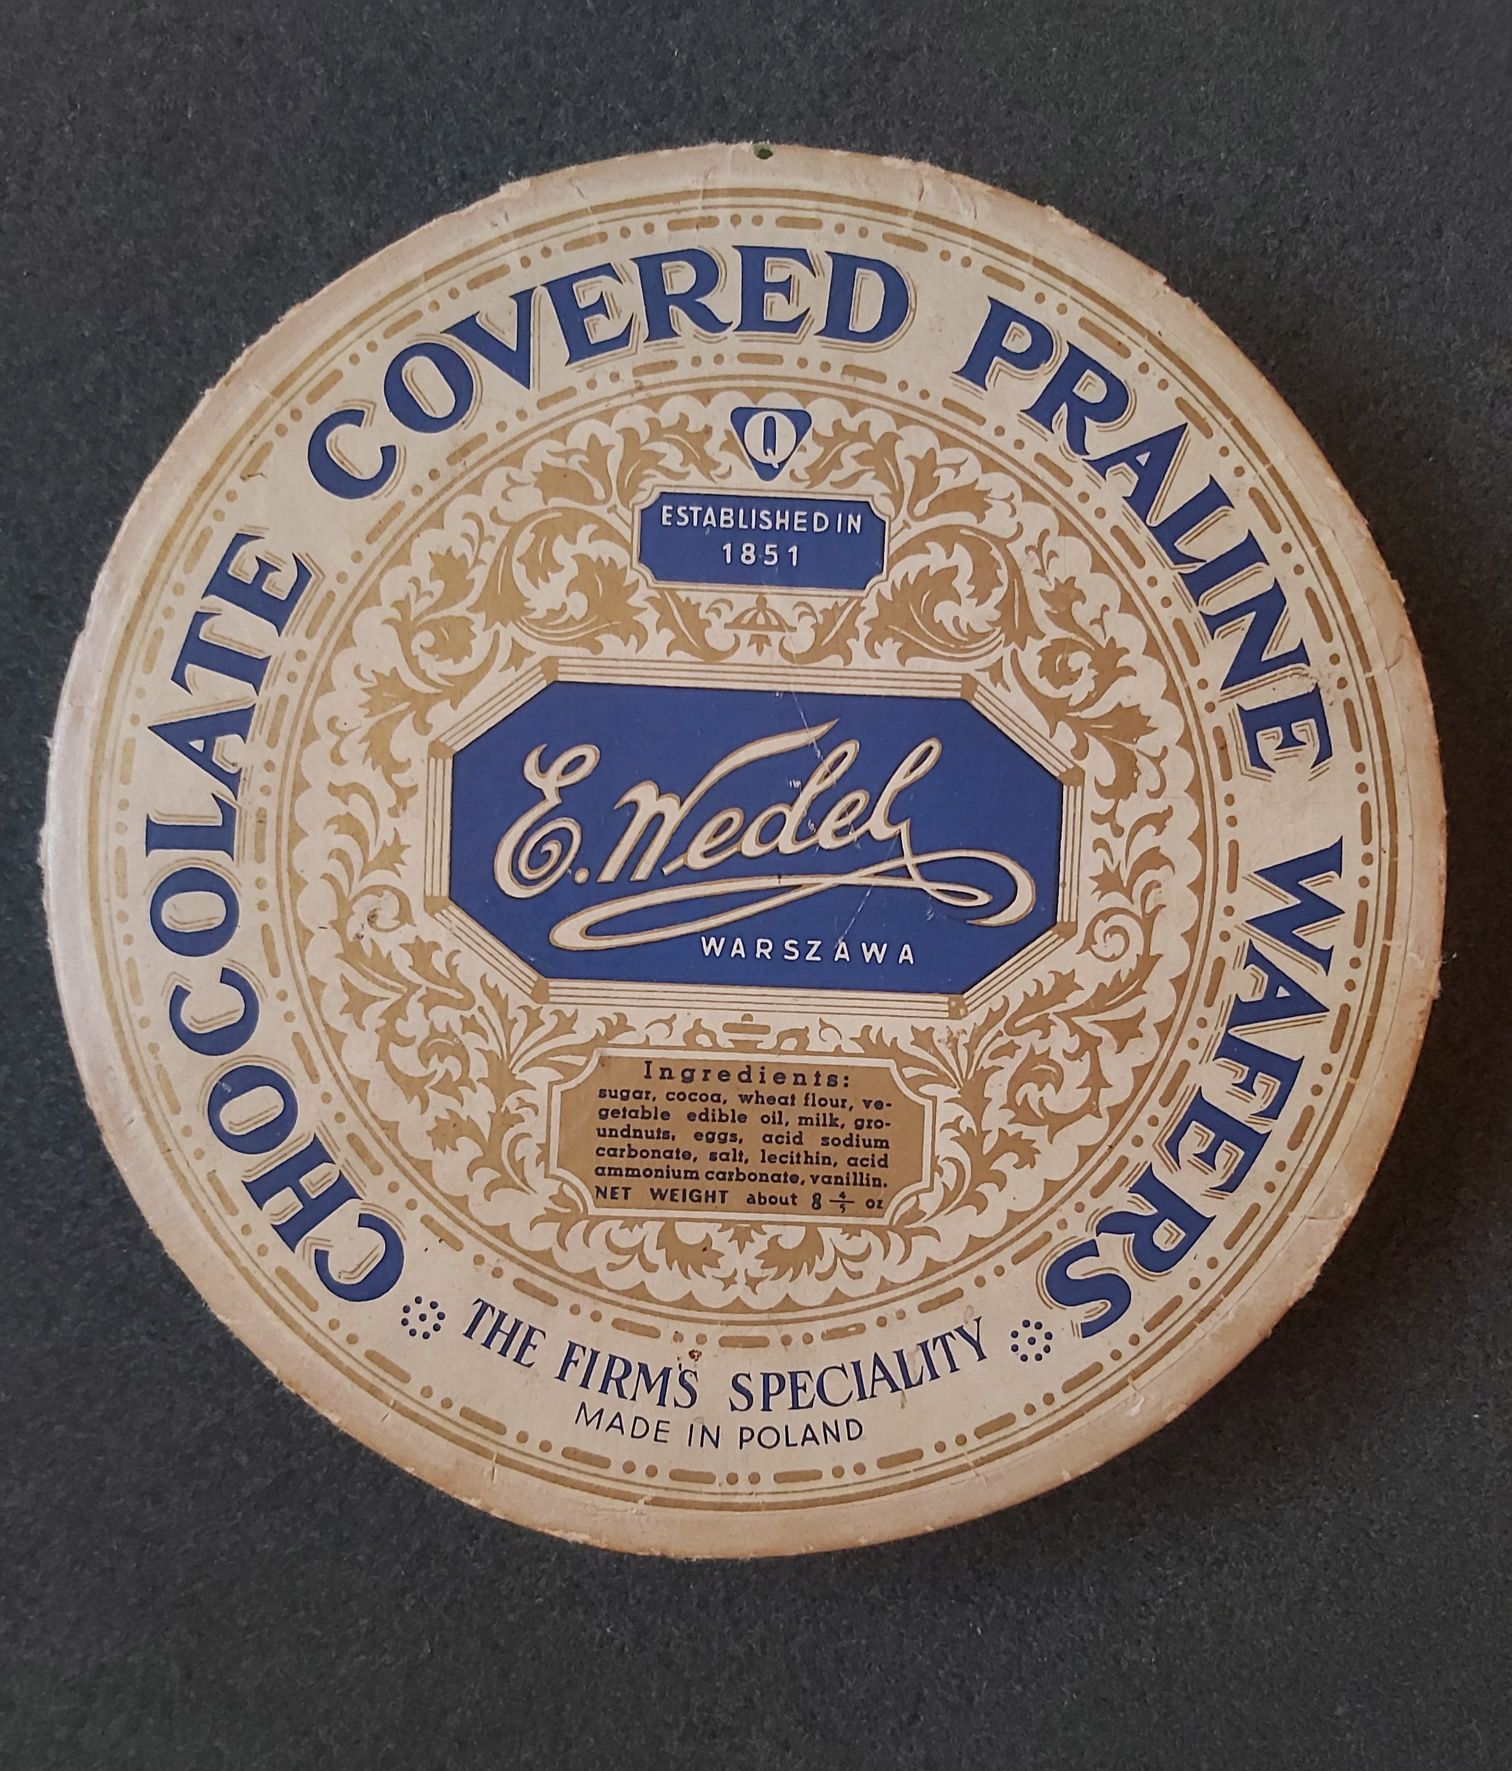 CHOCOLATE COVERED PRALINE WAFERS
Q
ESTABLISHED IN
1851
E. Wedel
WARSZAWA
Ingredients:
sugar, cocoa, wheat flour, ve-
getable edible oil, milk, gro-
undnuts, eggs, acid sodium
carbonate, salt, lecithin, acid
ammonium carbonate, vanillin.
NET WEIGHT about 8 4/5 oz
THE FIRM'S SPECIALITY
MADE IN POLAND